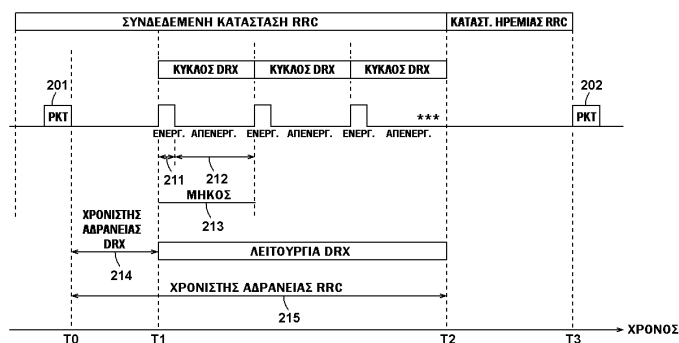 ΣΥΝΔΕΔΕΜΕΝΗ ΚΑΤΑΣΤΑΣΗ RRC ΚΑΤΑΣΤ. ΗΡΕΜΙΑΣ RRC
ΚΥΚΛΟΣ DRX ΚΥΚΛΟΣ DRX ΚΥΚΛΟΣ DRX
201 202
PKT *** PKT
ΕΝΕΡΓ. ΑΠΕΝΕΡΓ. ΕΝΕΡΓ. ΑΠΕΝΕΡΓ. ΕΝΕΡΓ. ΑΠΕΝΕΡΓ.
211 212
ΜΗΚΟΣ
213
ΧΡΟΝΙΣΤΗΣ
ΑΔΡΑΝΕΙΑΣ
DRX
214
ΛΕΙΤΟΥΡΓΙΑ DRX
ΧΡΟΝΙΣΤΗΣ ΑΔΡΑΝΕΙΑΣ RRC
215
ΧΡΟΝΟΣ
T0 T1 T2 T3